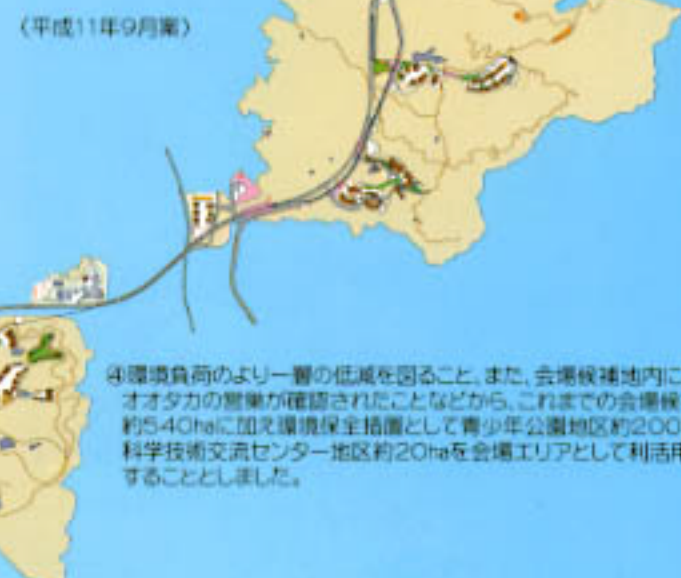 〈平成11年9月案〉
④環境負荷のより一層の低減を図ること、また、会場候補地内に
オオタカの営巣が確認されたことなどから、これまでの会場候
約540haに加え環境保全措置として青少年公園地区約200
科学技術交流センター地区約20haを会場エリアとして利活用
することとしました。